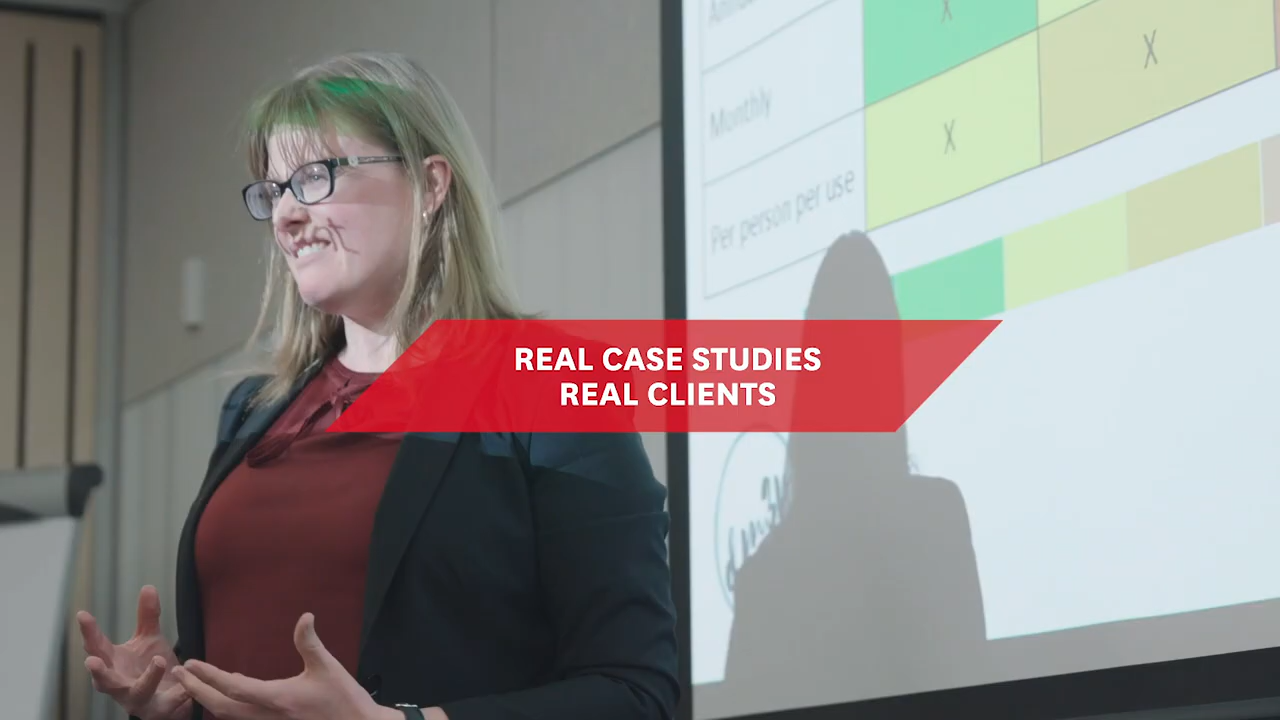 X
Monthly
X
X
Per person per use
REAL CASE STUDIES
REAL CLIENTS